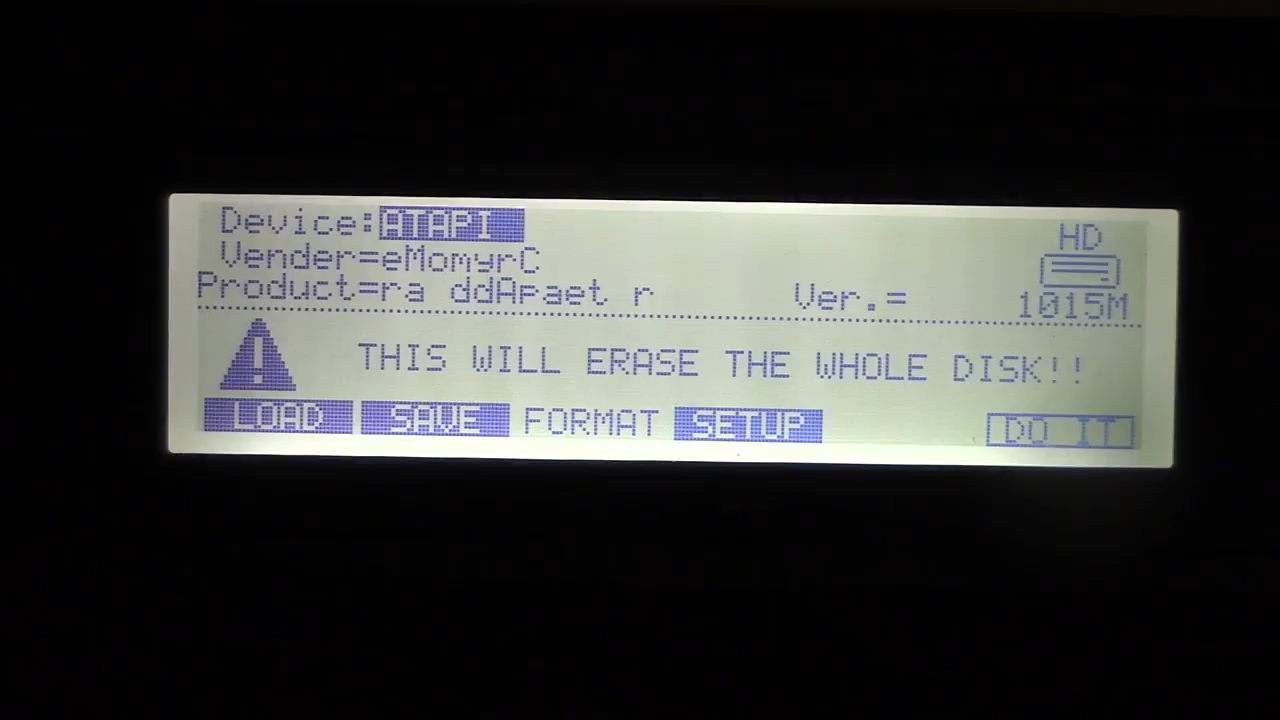 Device:ATAPI
HD
Vender=eMomyrC
Product=ra ddApaet r Ver.=
1015M
THIS WILL ERASE THE WHOLE DISK!!
LOAD SAVE FORMAT SETUP DO IT